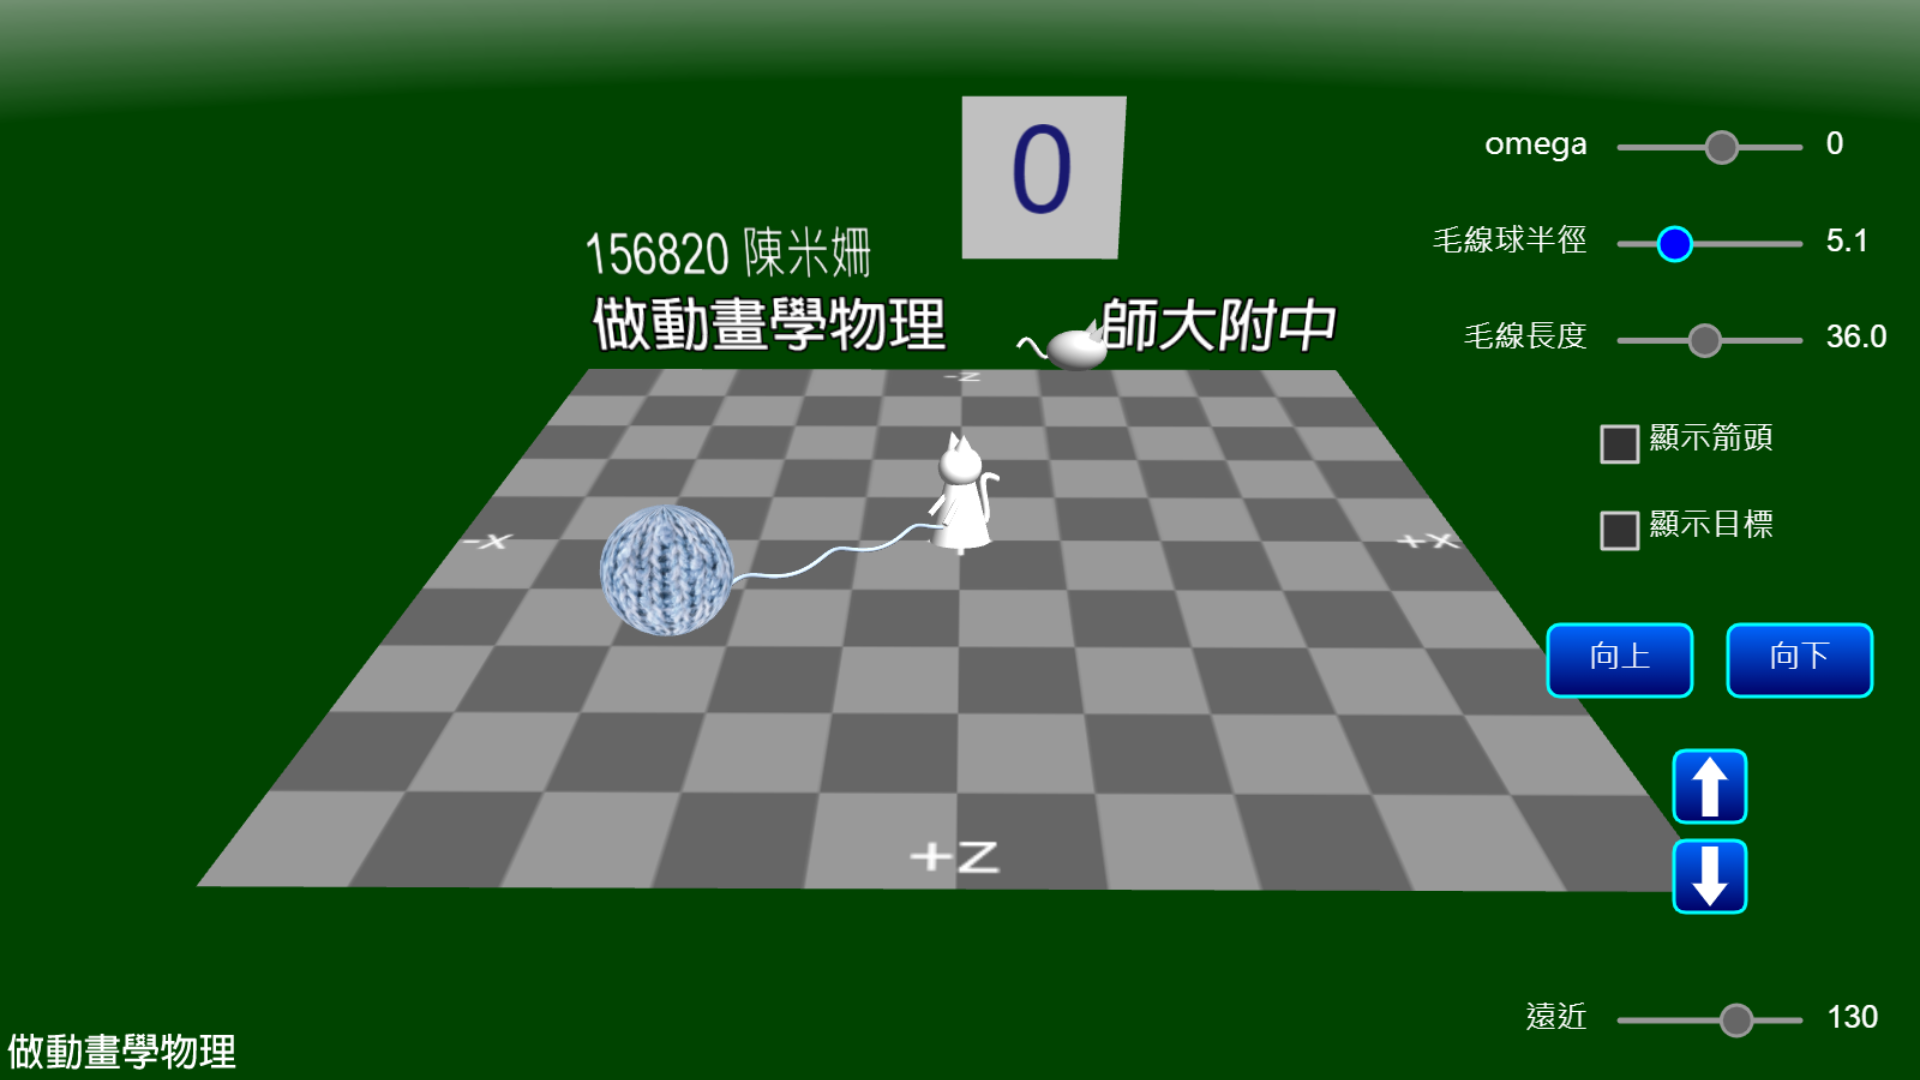 0
omega 0
毛線球半徑 5.1
156820 陳米姍
做動畫學物理 師大附中
毛線長度 36.0
-Z
顯示箭頭
顯示目標
-X
+X
向上 向下
+Z
遠近 130
做動畫學物理